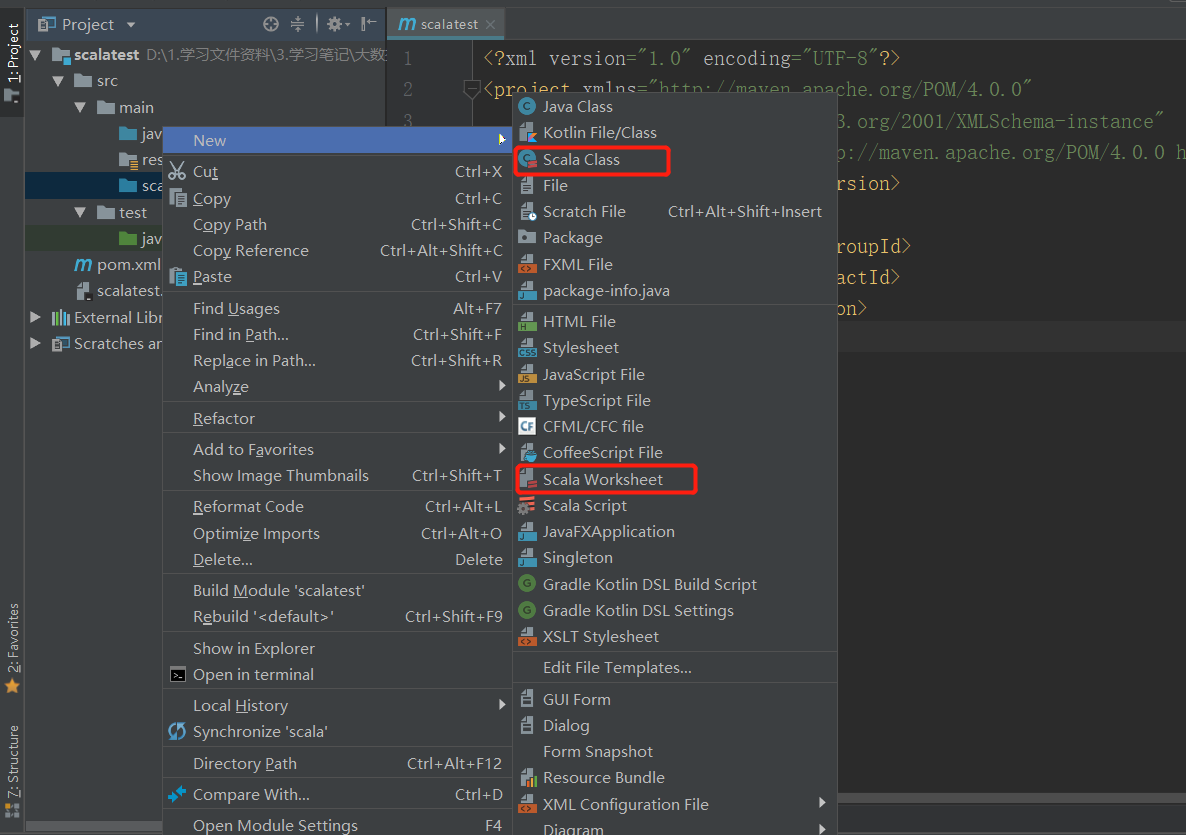 Project
scalatest
1: Project
scalatest D:\1.学习文件资料\3.学习笔记\大数
src
main
jav
res
sca
test
jav
pom.xml
scalatest.
External Libr
Scratches an
2: Favorites
Z: Structure
1 <?xml version="1.0" encoding="UTF-8"?>
2 <project xmlns="http://maven.apache.org/POM/4.0.0"
3 3.org/2001/XMLSchema-instance"
p://maven.apache.org/POM/4.0.0 h
rsion>
roupId>
actId>
on>
New
Cut Ctrl+X
Copy Ctrl+C
Copy Path Ctrl+Shift+C
Copy Reference Ctrl+Alt+Shift+C
Paste Ctrl+V
Find Usages Alt+F7
Find in Path... Ctrl+Shift+F
Replace in Path... Ctrl+Shift+R
Analyze
Refactor
Add to Favorites
Show Image Thumbnails Ctrl+Shift+T
Reformat Code Ctrl+Alt+L
Optimize Imports Ctrl+Alt+O
Delete... Delete
Build Module 'scalatest'
Rebuild '<default>' Ctrl+Shift+F9
Show in Explorer
Open in terminal
Local History
Synchronize 'scala'
Directory Path Ctrl+Alt+F12
Compare With... Ctrl+D
Open Module Settings F4
Java Class
Kotlin File/Class
Scala Class
File
Scratch File Ctrl+Alt+Shift+Insert
Package
FXML File
package-info.java
HTML File
Stylesheet
JavaScript File
TypeScript File
CFML/CFC file
CoffeeScript File
Scala Worksheet
Scala Script
JavaFXApplication
Singleton
Gradle Kotlin DSL Build Script
Gradle Kotlin DSL Settings
XSLT Stylesheet
Edit File Templates...
GUI Form
Dialog
Form Snapshot
Resource Bundle
XML Configuration File
Diagram